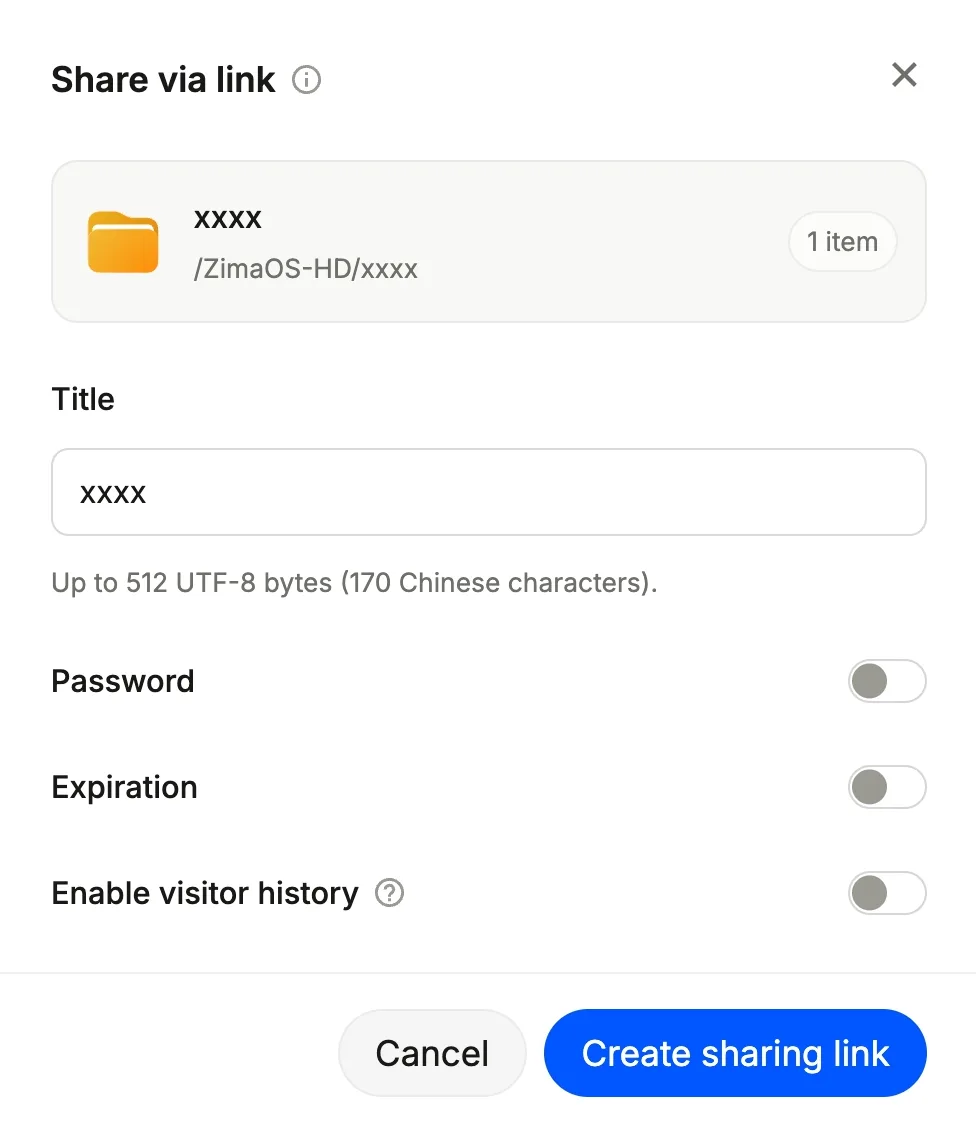 Share via link
xxxx
/ZimaOS-HD/xxxx
1 item
Title
xxxx
Up to 512 UTF-8 bytes (170 Chinese characters).
Password
Expiration
Enable visitor history
Cancel
Create sharing link